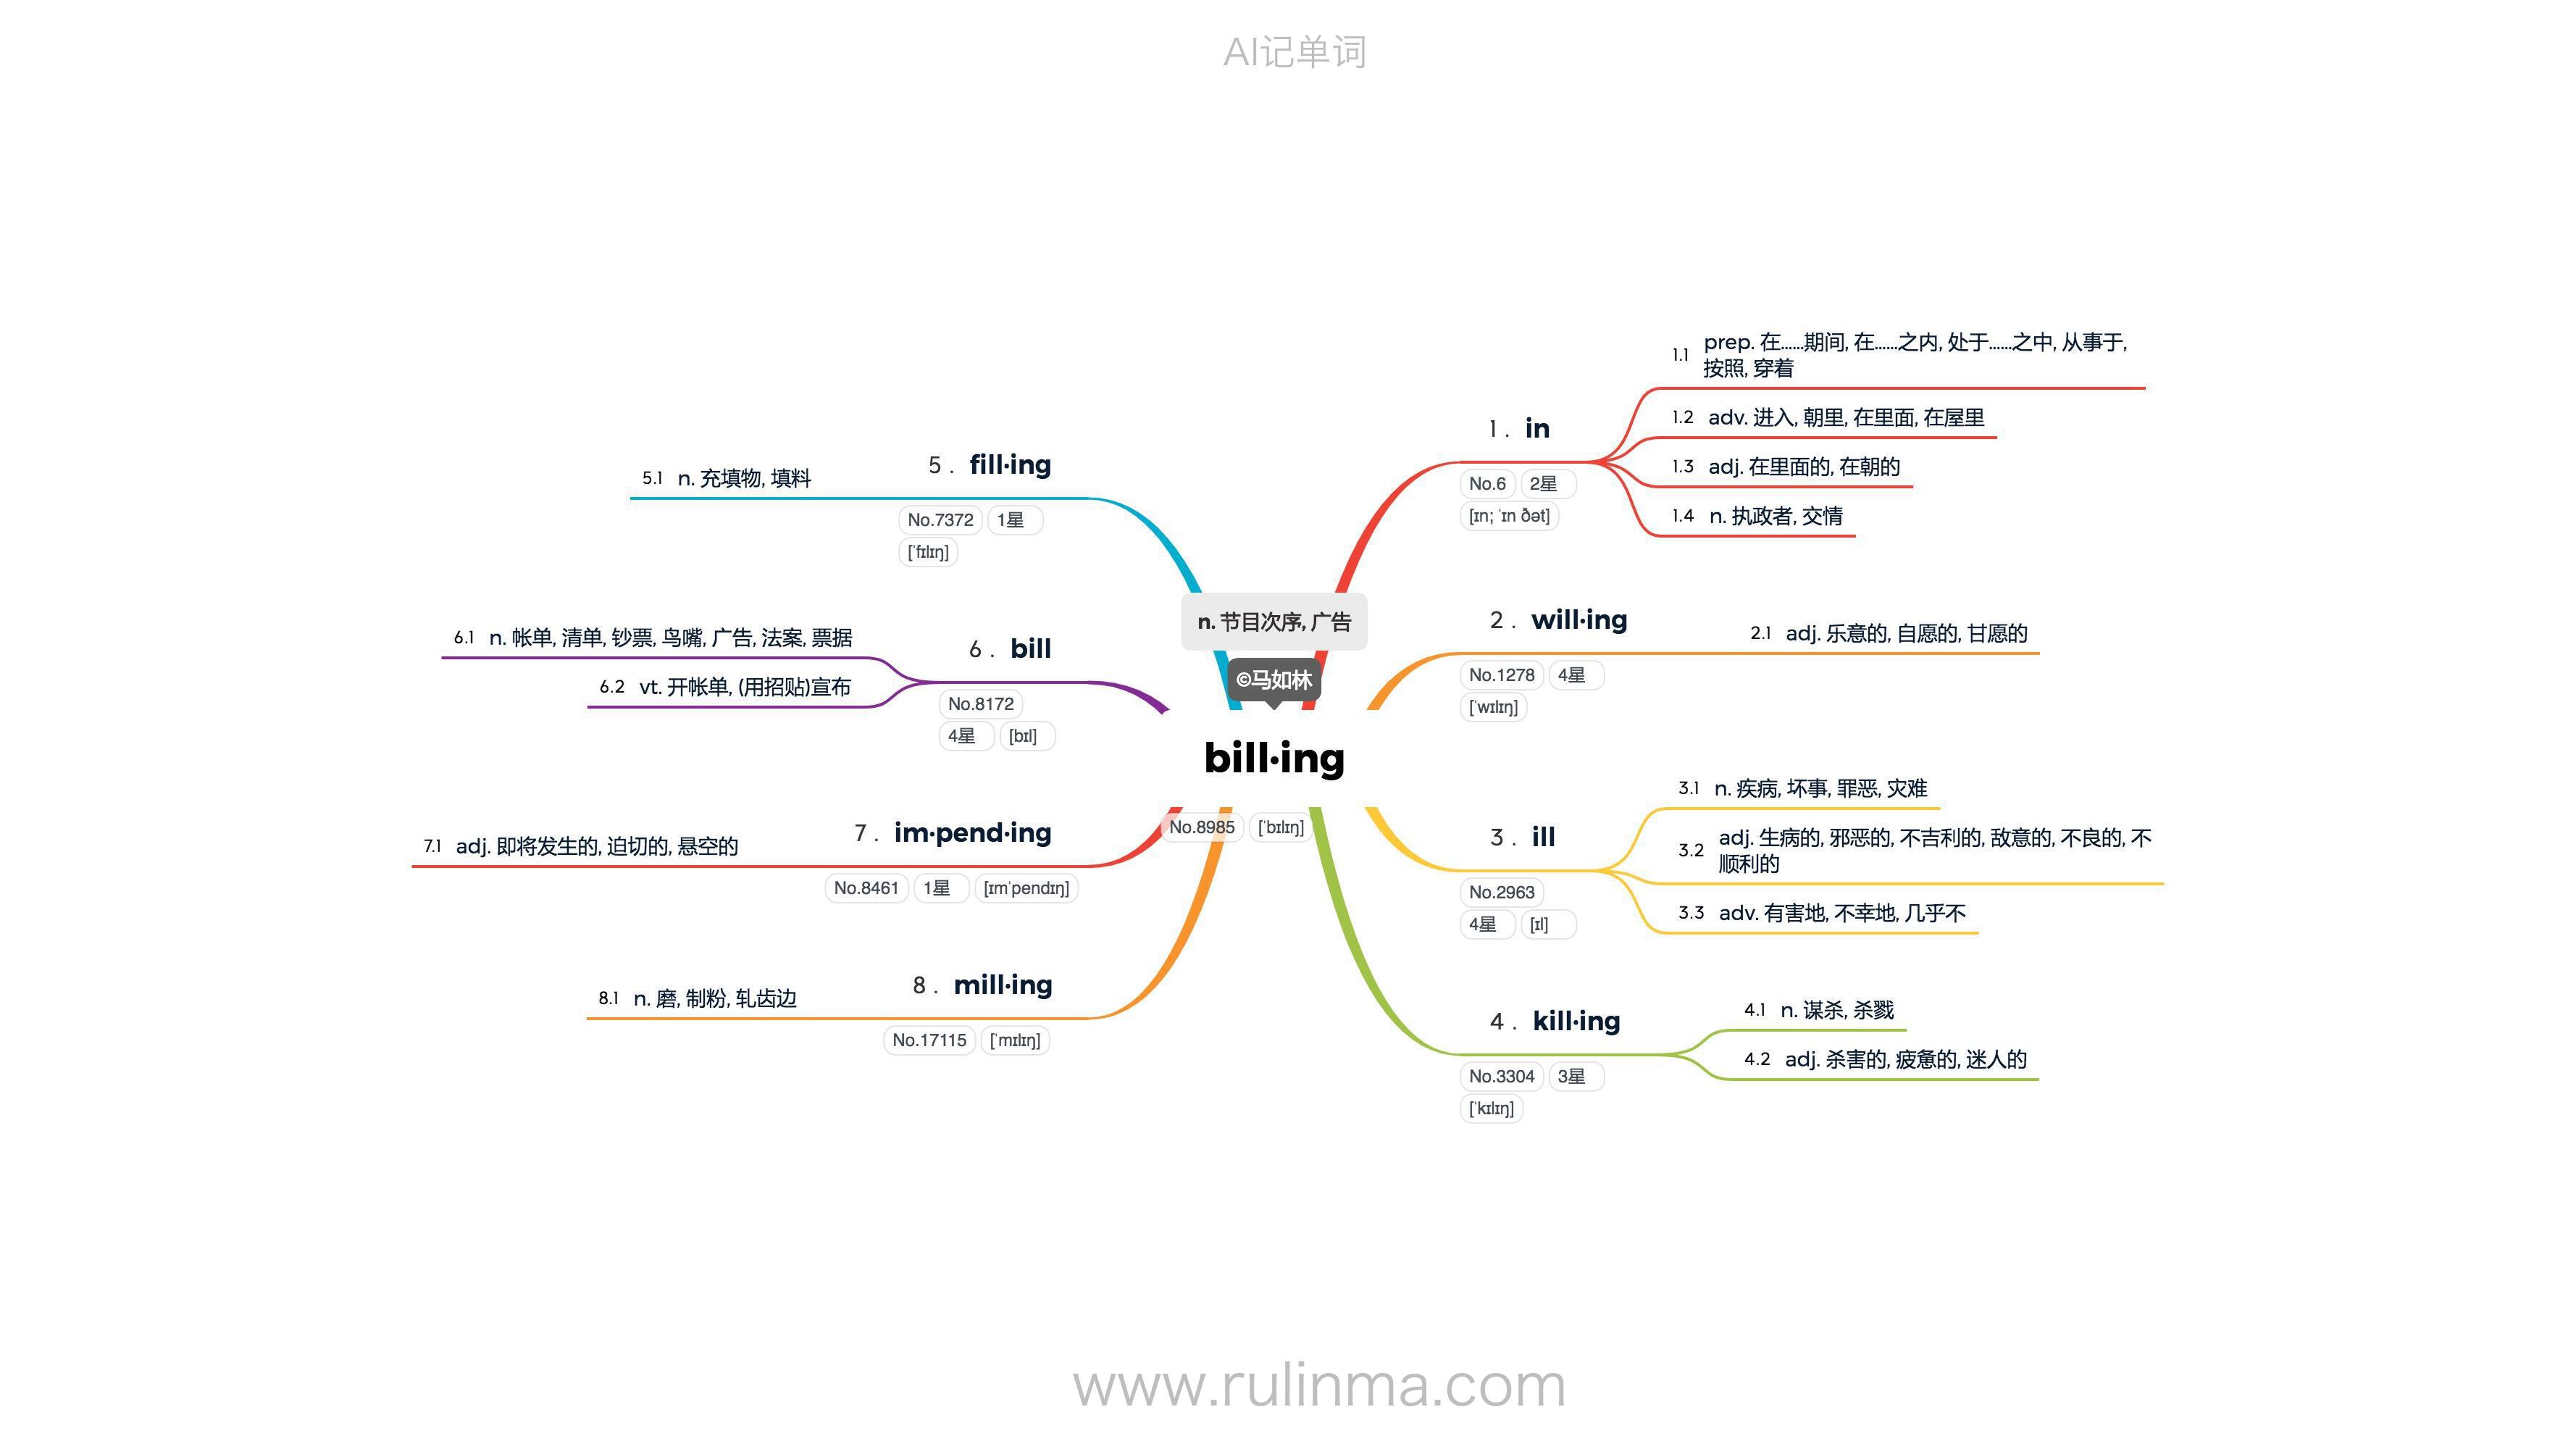 AI记单词
n. 节目次序, 广告
©马如林
bill·ing
No.8985 [ˈbɪlɪŋ]
1 . in
No.6 2星
[ɪn; ˈɪn ðət]
1.1 prep. 在……期间, 在……之内, 处于……之中, 从事于,
按照, 穿着
1.2 adv. 进入, 朝里, 在里面, 在屋里
1.3 adj. 在里面的, 在朝的
1.4 n. 执政者, 交情
2 . will·ing
No.1278 4星
[ˈwɪlɪŋ]
2.1 adj. 乐意的, 自愿的, 甘愿的
3 . ill
No.2963
4星 [ɪl]
3.1 n. 疾病, 坏事, 罪恶, 灾难
3.2 adj. 生病的, 邪恶的, 不吉利的, 敌意的, 不良的, 不
顺利的
3.3 adv. 有害地, 不幸地, 几乎不
4 . kill·ing
No.3304 3星
[ˈkɪlɪŋ]
4.1 n. 谋杀, 杀戮
4.2 adj. 杀害的, 疲惫的, 迷人的
5 . fill·ing
No.7372 1星
[ˈfɪlɪŋ]
5.1 n. 充填物, 填料
6 . bill
No.8172
4星 [bɪl]
6.1 n. 帐单, 清单, 钞票, 鸟嘴, 广告, 法案, 票据
6.2 vt. 开帐单, (用招贴)宣布
7 . im·pend·ing
No.8461 1星 [ɪmˈpendɪŋ]
7.1 adj. 即将发生的, 迫切的, 悬空的
8 . mill·ing
No.17115 [ˈmɪlɪŋ]
8.1 n. 磨, 制粉, 轧齿边
www.rulinma.com